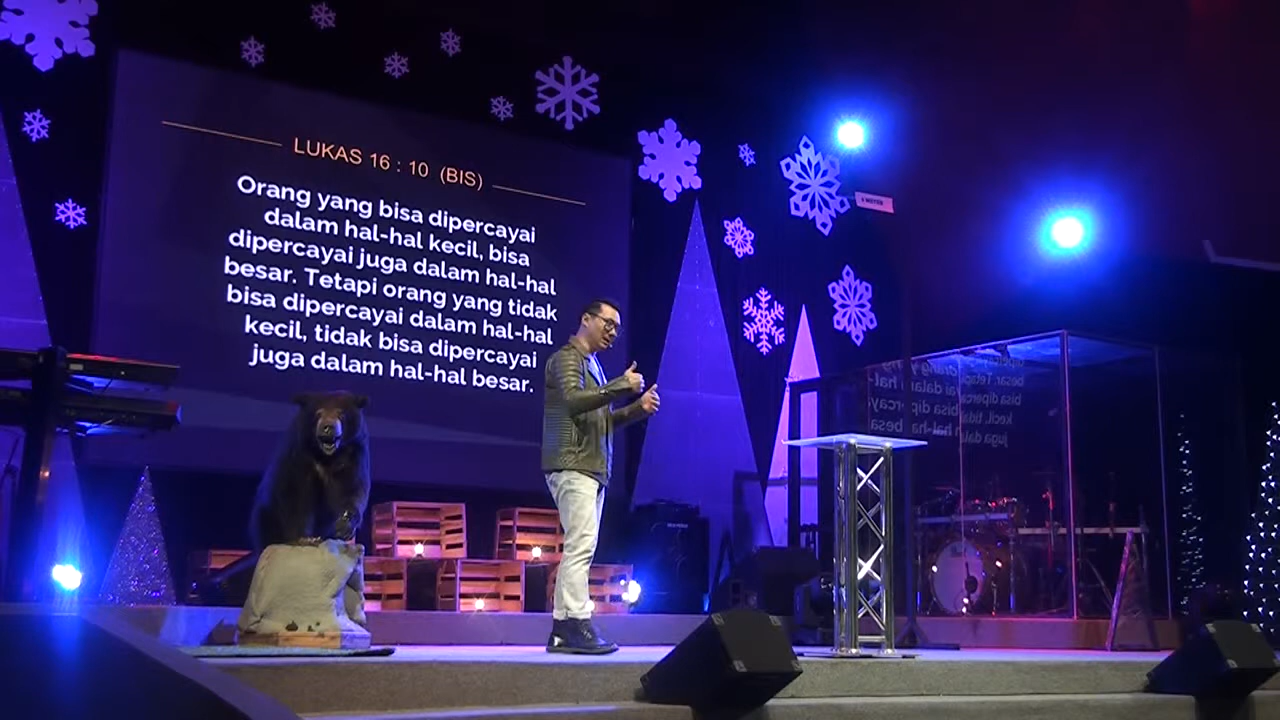 LUKAS 16 : 10 (BIS)
Orang yang bisa dipercayai
dalam hal-hal kecil, bisa
dipercayai juga dalam hal-hal
besar. Tetapi orang yang tidak
bisa dipercayai dalam hal-hal
kecil, tidak bisa dipercayai
juga dalam hal-hal besar.